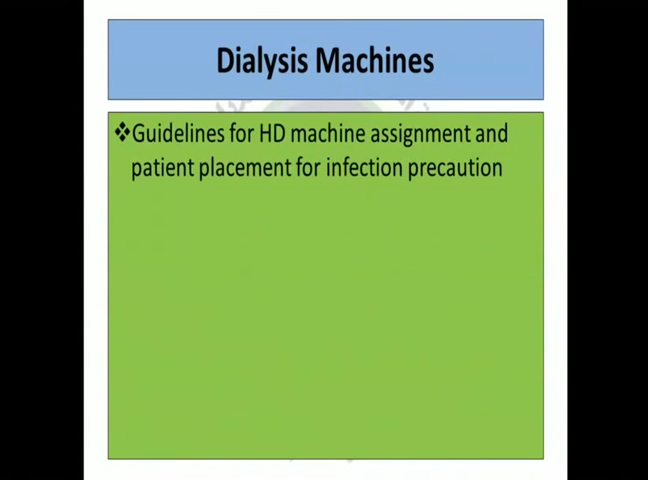 Dialysis Machines
❖Guidelines for HD machine assignment and
patient placement for infection precaution